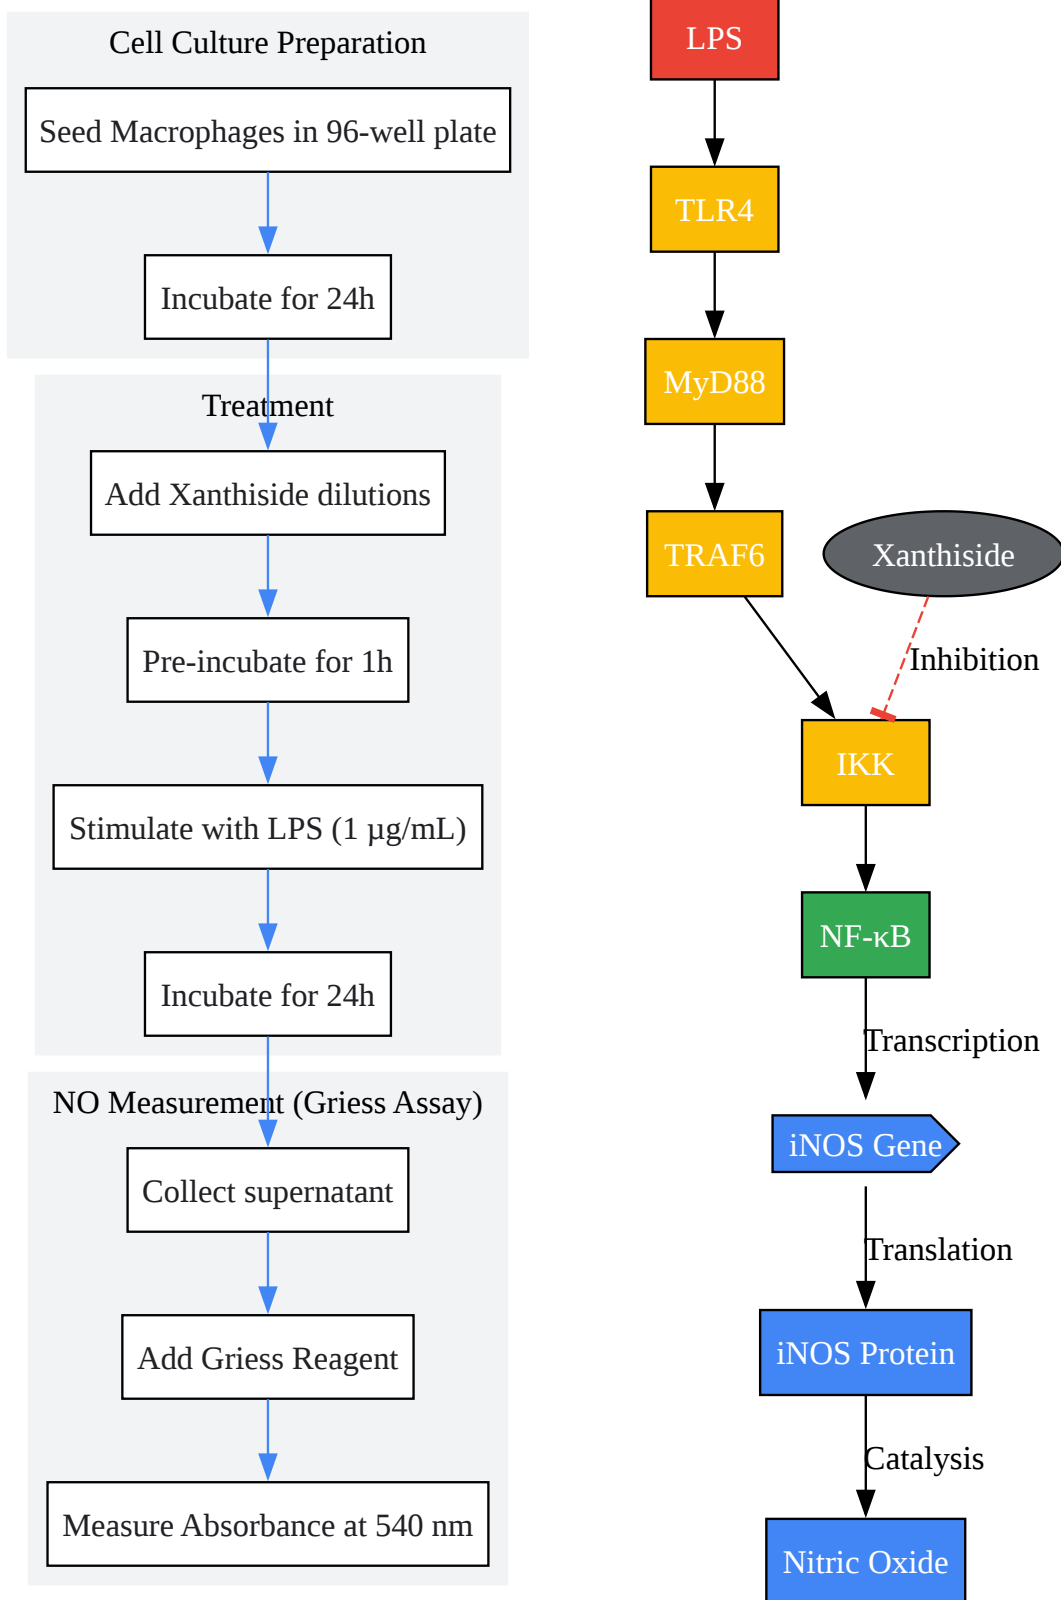 Cell Culture Preparation
Seed Macrophages in 96-well plate
Incubate for 24h
Treatment
Add Xanthiside dilutions
Pre-incubate for 1h
Stimulate with LPS (1 µg/mL)
Incubate for 24h
NO Measurement (Griess Assay)
Collect supernatant
Add Griess Reagent
Measure Absorbance at 540 nm
LPS
TLR4
MyD88
TRAF6
Xanthiside
Inhibition
IKK
NF-κB
Transcription
iNOS Gene
Translation
iNOS Protein
Catalysis
Nitric Oxide